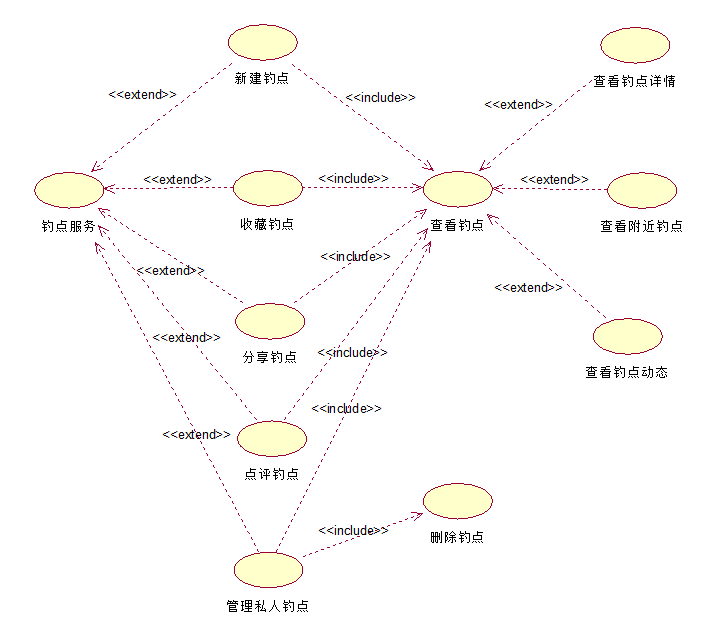 新建钓点
查看钓点详情
<<extend>>
<<include>>
<<extend>>
<<extend>>
<<include>>
<<extend>>
钓点服务
收藏钓点
查看钓点
查看附近钓点
<<extend>>
<<include>>
<<extend>>
分享钓点
<<extend>>
<<include>>
查看钓点动态
<<include>>
<<extend>>
点评钓点
<<include>>
删除钓点
管理私人钓点